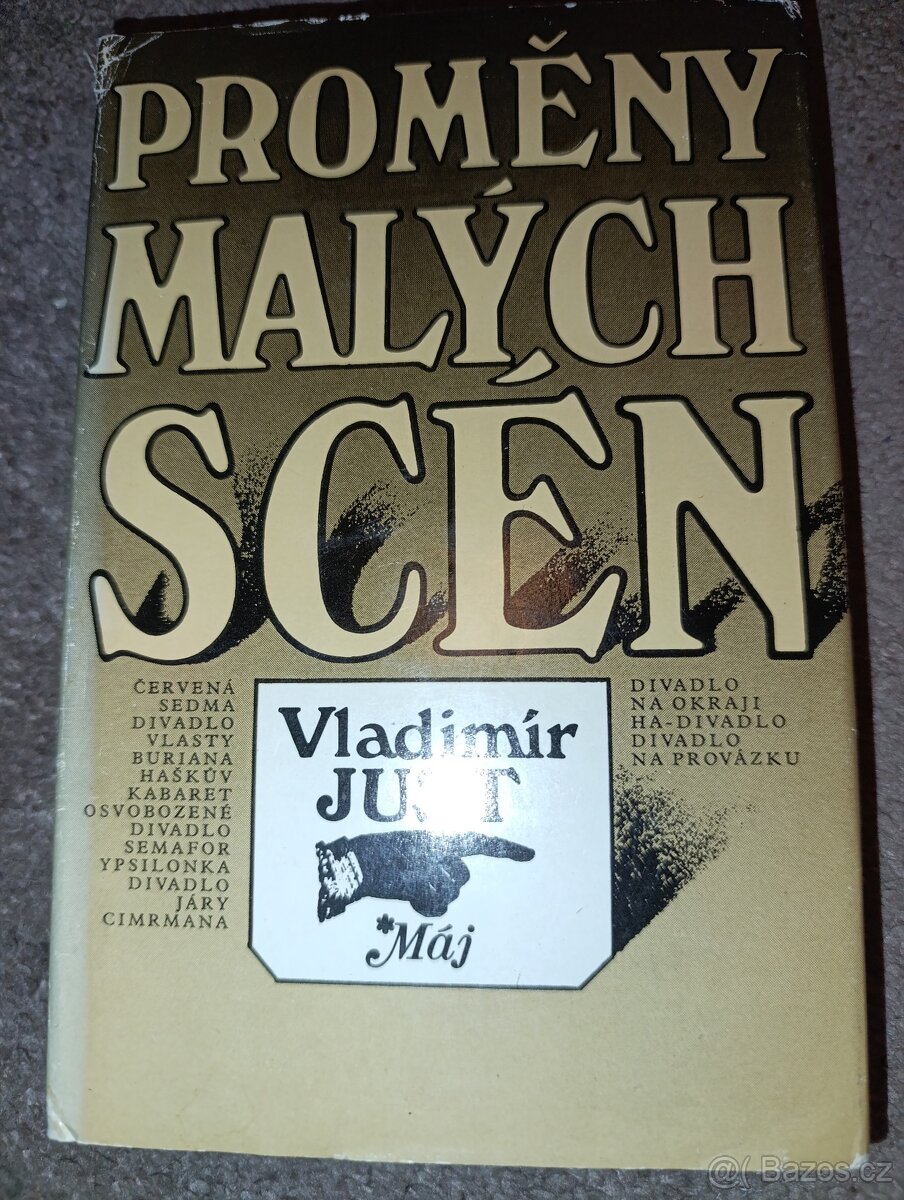 PROMĚNY
MALÝCH
SCÉN
ČERVENÁ
SEDMA
DIVADLO
VLASTY
BURIANA
HAŠKŮV
KABARET
OSVOBOZENÉ
DIVADLO
SEMAFOR
YPSILONKA
DIVADLO
JÁRY
CIMRMANA
Vladimír
JUST
*Máj
DIVADLO
NA OKRAJI
HA-DIVADLO
DIVADLO
NA PROVÁZKU
@( Bazos.cz